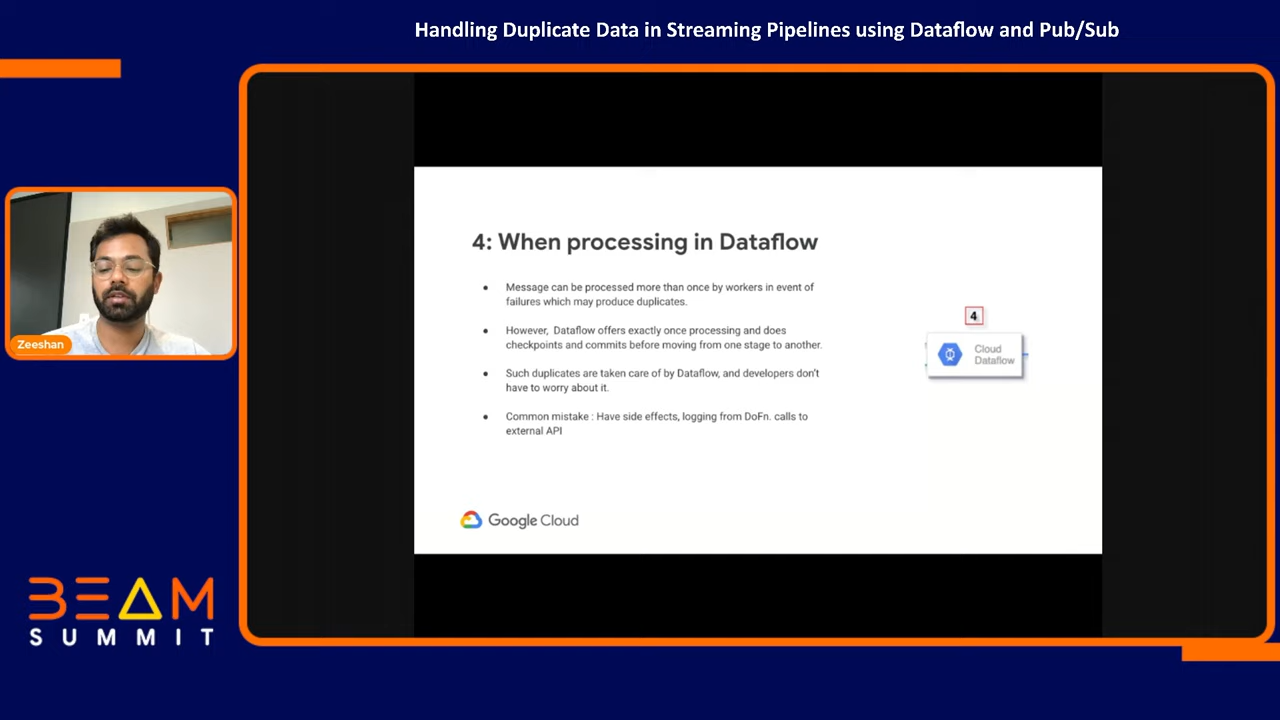 Handling Duplicate Data in Streaming Pipelines using Dataflow and Pub/Sub
4: When processing in Dataflow
Message can be processed more than once by workers in event of
failures which may produce duplicates.
However, Dataflow offers exactly once processing and does
checkpoints and commits before moving from one stage to another.
Such duplicates are taken care of by Dataflow, and developers don't
have to worry about it.
Common mistake : Have side effects, logging from DoFn. calls to
external API
4
Cloud
Dataflow
Google Cloud
Zeeshan
BEAM
SUMMIT